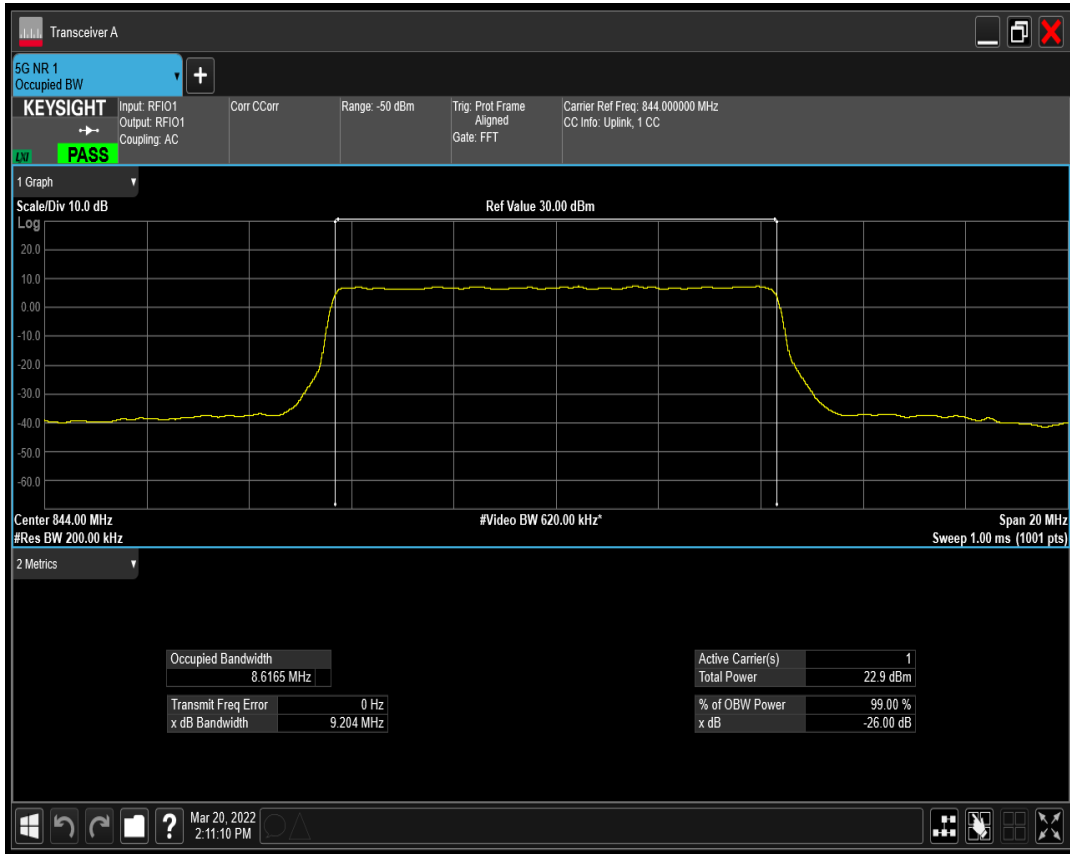 Transceiver A
5G NR 1
Occupied BW
+
KEYSIGHT
LXI
PASS
Input: RFIO1
Output: RFIO1
Coupling: AC
Corr CCorr
Range: -50 dBm
Trig: Prot Frame
Aligned
Gate: FFT
Carrier Ref Freq: 844.000000 MHz
CC Info: Uplink, 1 CC
1 Graph
Scale/Div 10.0 dB
Ref Value 30.00 dBm
Log
20.0
10.0
0.00
-10.0
-20.0
-30.0
-40.0
-50.0
-60.0
Center 844.00 MHz
#Video BW 620.00 kHz*
Span 20 MHz
#Res BW 200.00 kHz
Sweep 1.00 ms (1001 pts)
2 Metrics
Occupied Bandwidth
8.6165 MHz
Transmit Freq Error 0 Hz
x dB Bandwidth 9.204 MHz
Active Carrier(s) 1
Total Power 22.9 dBm
% of OBW Power 99.00 %
x dB -26.00 dB
?
Mar 20, 2022
2:11:10 PM